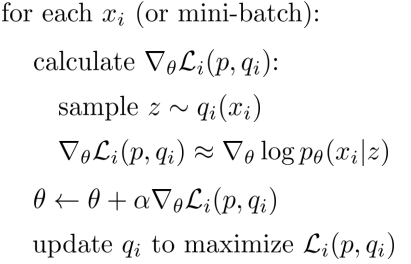 for each $x_i$ (or mini-batch):
calculate $\nabla_\theta \mathcal{L}_i(p, q_i)$:
sample $z \sim q_i(x_i)$
$\nabla_\theta \mathcal{L}_i(p, q_i) \approx \nabla_\theta \log p_\theta(x_i|z)$
$\theta \leftarrow \theta + \alpha \nabla_\theta \mathcal{L}_i(p, q_i)$
update $q_i$ to maximize $\mathcal{L}_i(p, q_i)$